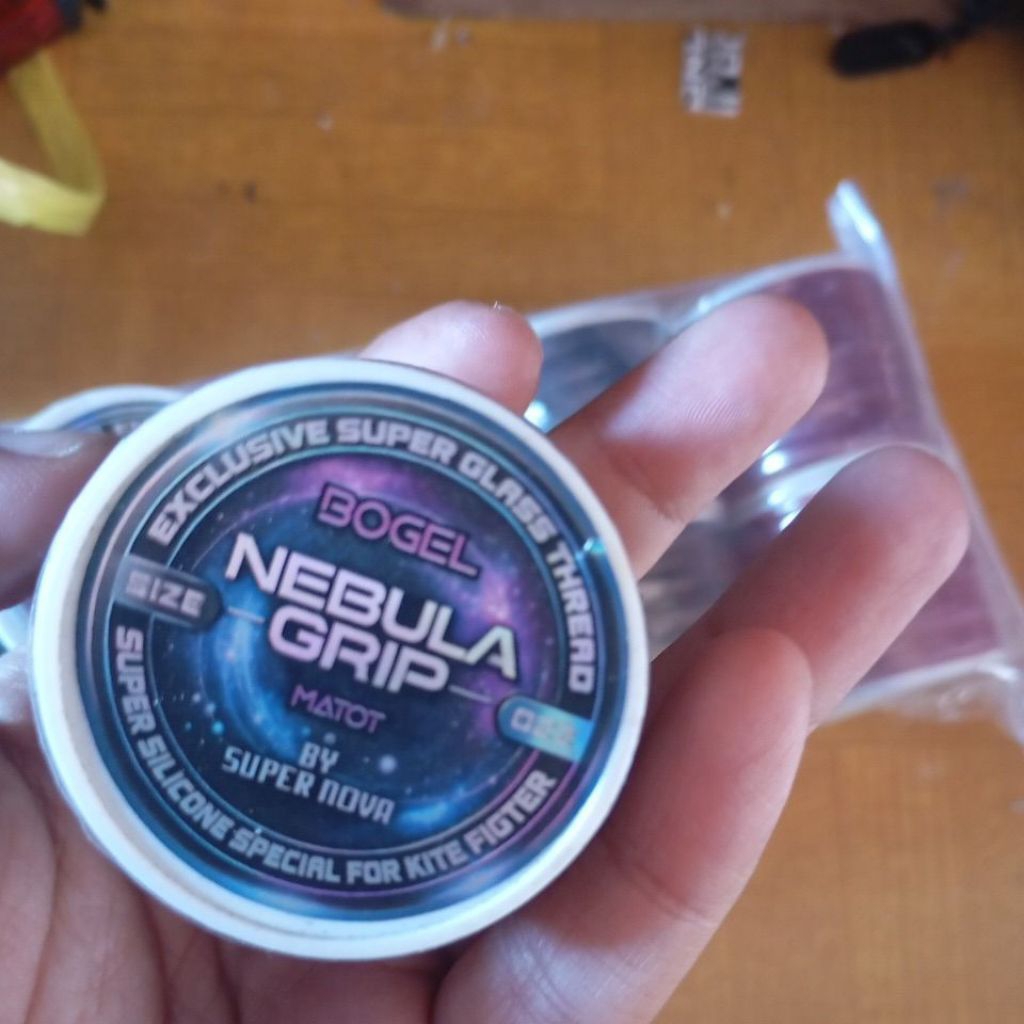 EXCLUSIVE SUPER GLASS THREAD
BOGEL
NEBULA
GRIP
MATOT
BY
SUPER NOVA
SIZE
SUPER SILICONE SPECIAL FOR KITE FIGTER